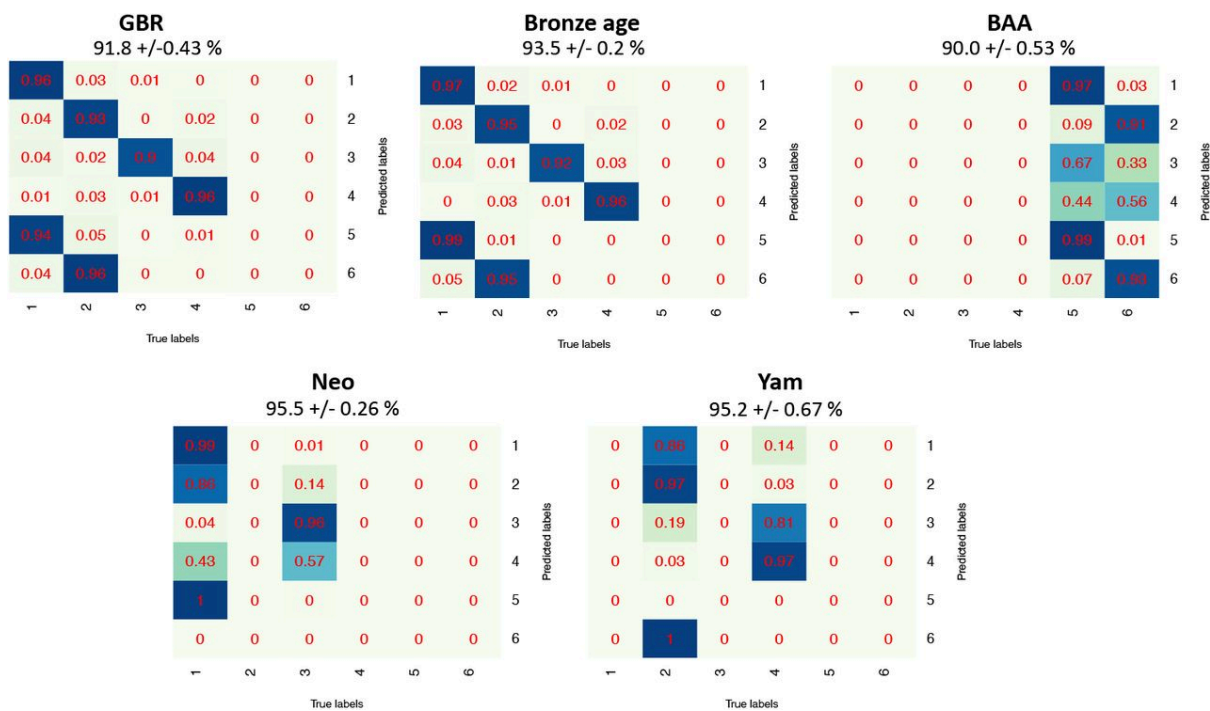 GBR
91.8 +/-0.43 %
0.96 0.03 0.01 0 0 0 1
0.04 0.93 0 0.02 0 0 2
0.04 0.02 0.9 0.04 0 0 3
0.01 0.03 0.01 0.96 0 0 4
0.94 0.05 0 0.01 0 0 5
0.04 0.96 0 0 0 0 6
1 2 3 4 5 6
True labels
Predicted labels
Bronze age
93.5 +/- 0.2 %
0.97 0.02 0.01 0 0 0 1
0.03 0.95 0 0.02 0 0 2
0.04 0.01 0.92 0.03 0 0 3
0 0.03 0.01 0.96 0 0 4
0.99 0.01 0 0 0 0 5
0.05 0.95 0 0 0 0 6
1 2 3 4 5 6
True labels
Predicted labels
BAA
90.0 +/- 0.53 %
0 0 0 0 0.97 0.03 1
0 0 0 0 0.09 0.91 2
0 0 0 0 0.67 0.33 3
0 0 0 0 0.44 0.56 4
0 0 0 0 0.99 0.01 5
0 0 0 0 0.07 0.93 6
1 2 3 4 5 6
True labels
Predicted labels
Neo
95.5 +/- 0.26 %
0.99 0 0.01 0 0 0 1
0.86 0 0.14 0 0 0 2
0.04 0 0.96 0 0 0 3
0.43 0 0.57 0 0 0 4
1 0 0 0 0 0 5
0 0 0 0 0 0 6
1 2 3 4 5 6
True labels
Predicted labels
Yam
95.2 +/- 0.67 %
0 0.86 0 0.14 0 0 1
0 0.97 0 0.03 0 0 2
0 0.19 0 0.81 0 0 3
0 0.03 0 0.97 0 0 4
0 0 0 0 0 0 5
0 1 0 0 0 0 6
1 2 3 4 5 6
True labels
Predicted labels